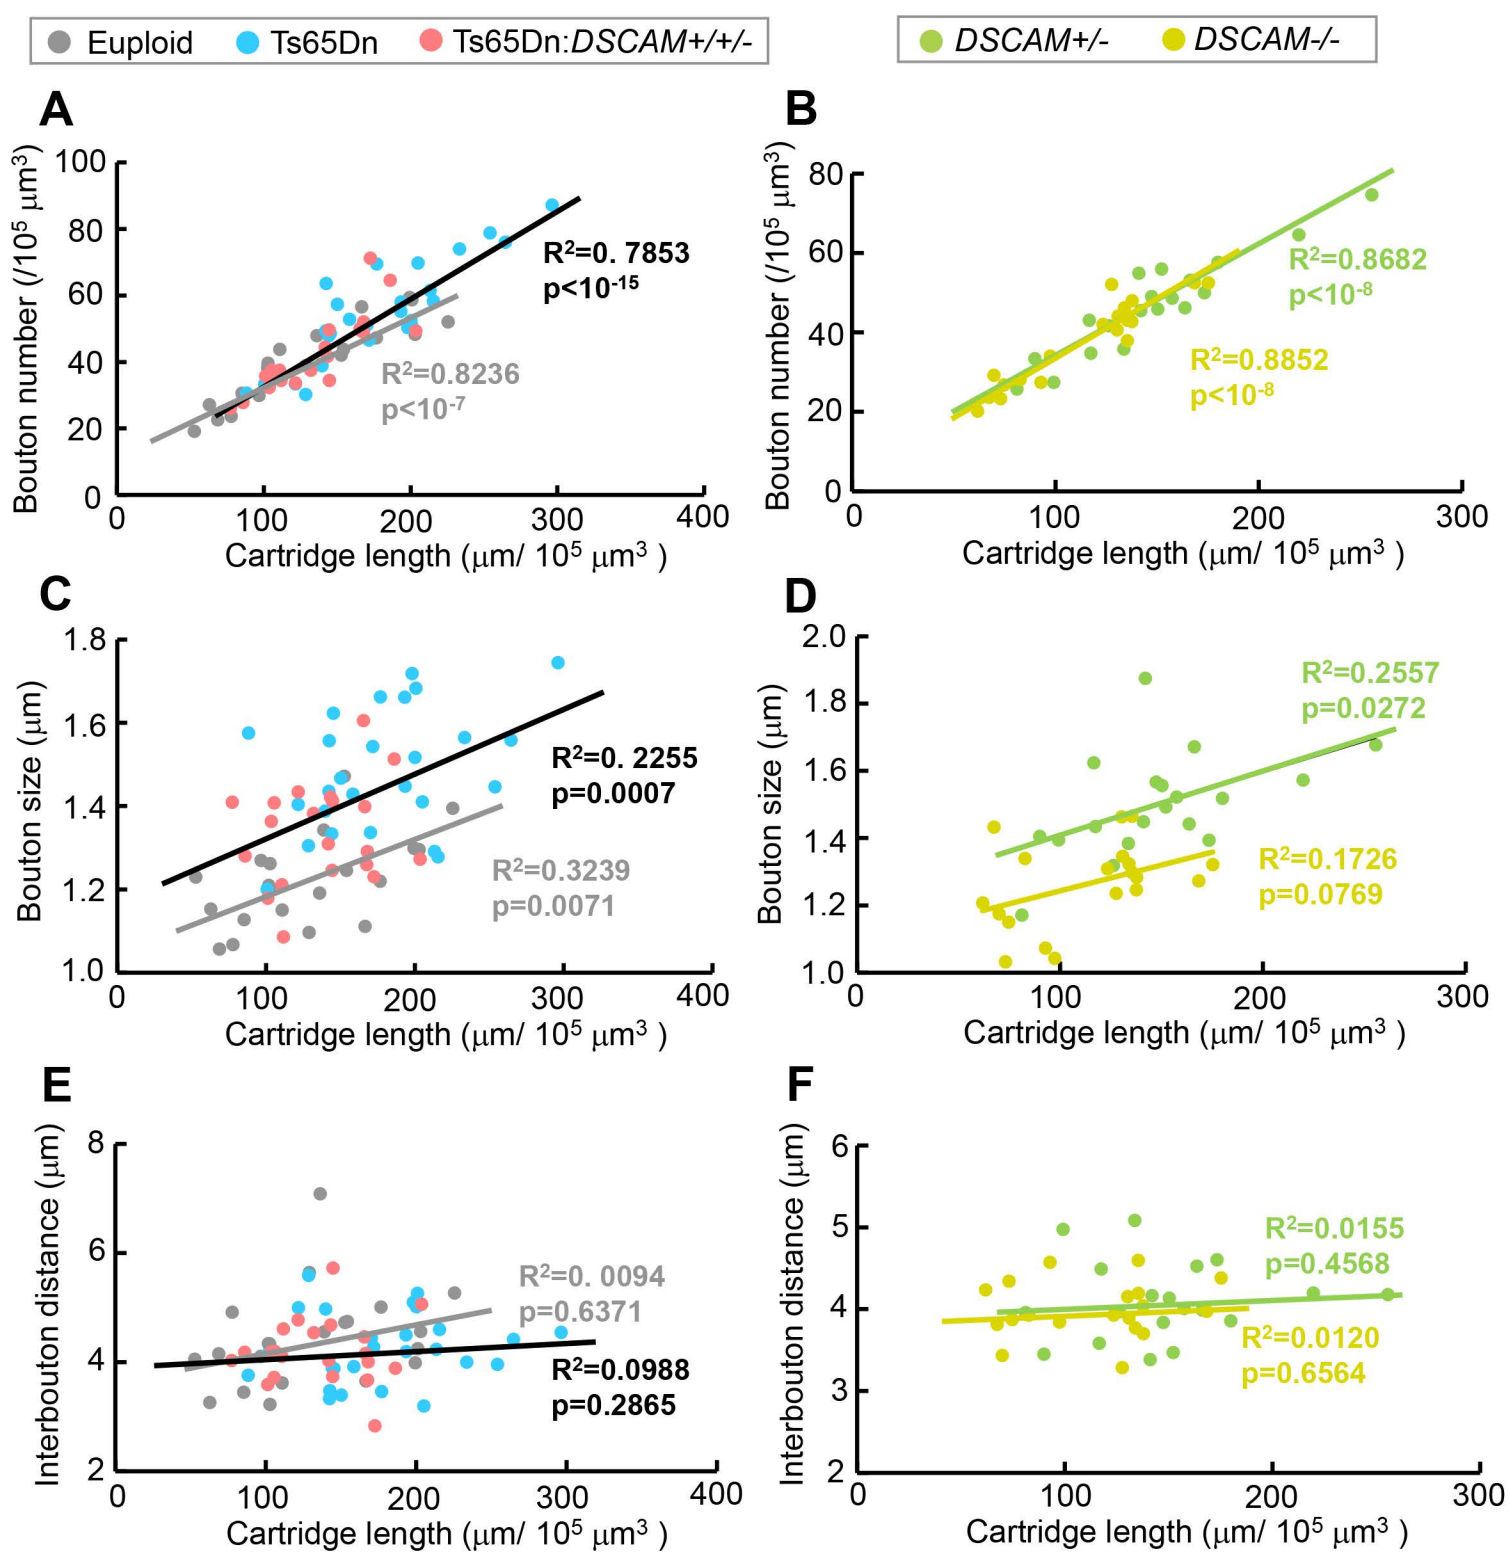 Euploid Ts65Dn Ts65Dn:DSCAM+/+/- DSCAM+/- DSCAM-/-
A
Bouton number (/10⁵ μm³)
100
80
60
40
20
0
0 100 200 300 400
Cartridge length (μm/ 10⁵ μm³ )
R²=0. 7853
p<10⁻¹⁵
R²=0.8236
p<10⁻⁷
B
Bouton number (/10⁵ μm³)
80
60
40
20
0
0 100 200 300
Cartridge length (μm/ 10⁵ μm³ )
R²=0.8682
p<10⁻⁸
R²=0.8852
p<10⁻⁸
C
Bouton size (μm)
1.8
1.6
1.4
1.2
1.0
0 100 200 300 400
Cartridge length (μm/ 10⁵ μm³ )
R²=0. 2255
p=0.0007
R²=0.3239
p=0.0071
D
Bouton size (μm)
2.0
1.8
1.6
1.4
1.2
1.0
0 100 200 300
Cartridge length (μm/ 10⁵ μm³ )
R²=0.2557
p=0.0272
R²=0.1726
p=0.0769
E
Interbouton distance (μm)
8
6
4
2
0 100 200 300 400
Cartridge length (μm/ 10⁵ μm³ )
R²=0. 0094
p=0.6371
R²=0.0988
p=0.2865
F
Interbouton distance (μm)
6
5
4
3
2
0 100 200 300
Cartridge length (μm/ 10⁵ μm³ )
R²=0.0155
p=0.4568
R²=0.0120
p=0.6564